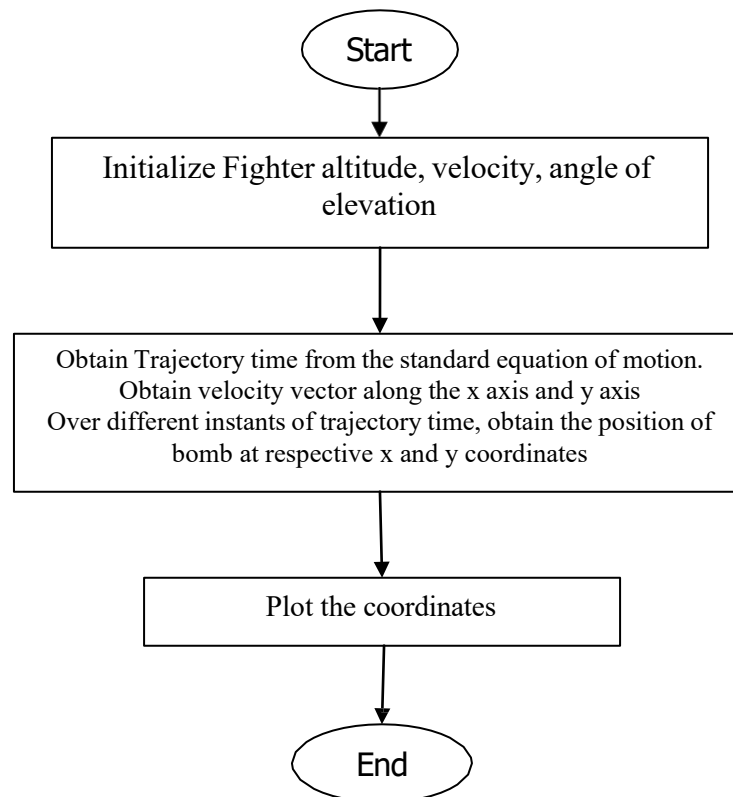 Start
Initialize Fighter altitude, velocity, angle of
elevation
Obtain Trajectory time from the standard equation of motion.
Obtain velocity vector along the x axis and y axis
Over different instants of trajectory time, obtain the position of
bomb at respective x and y coordinates
Plot the coordinates
End